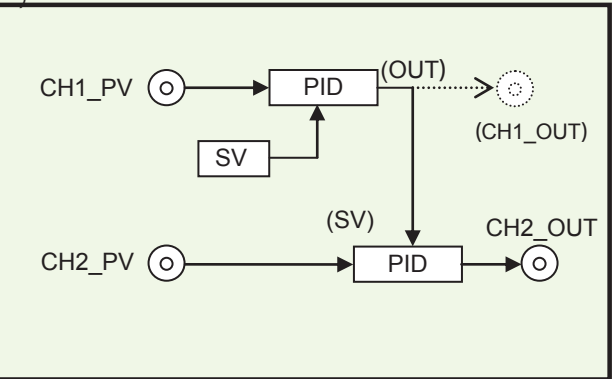 CH1_PV
PID
(OUT)
(CH1_OUT)
SV
(SV)
CH2_OUT
CH2_PV
PID